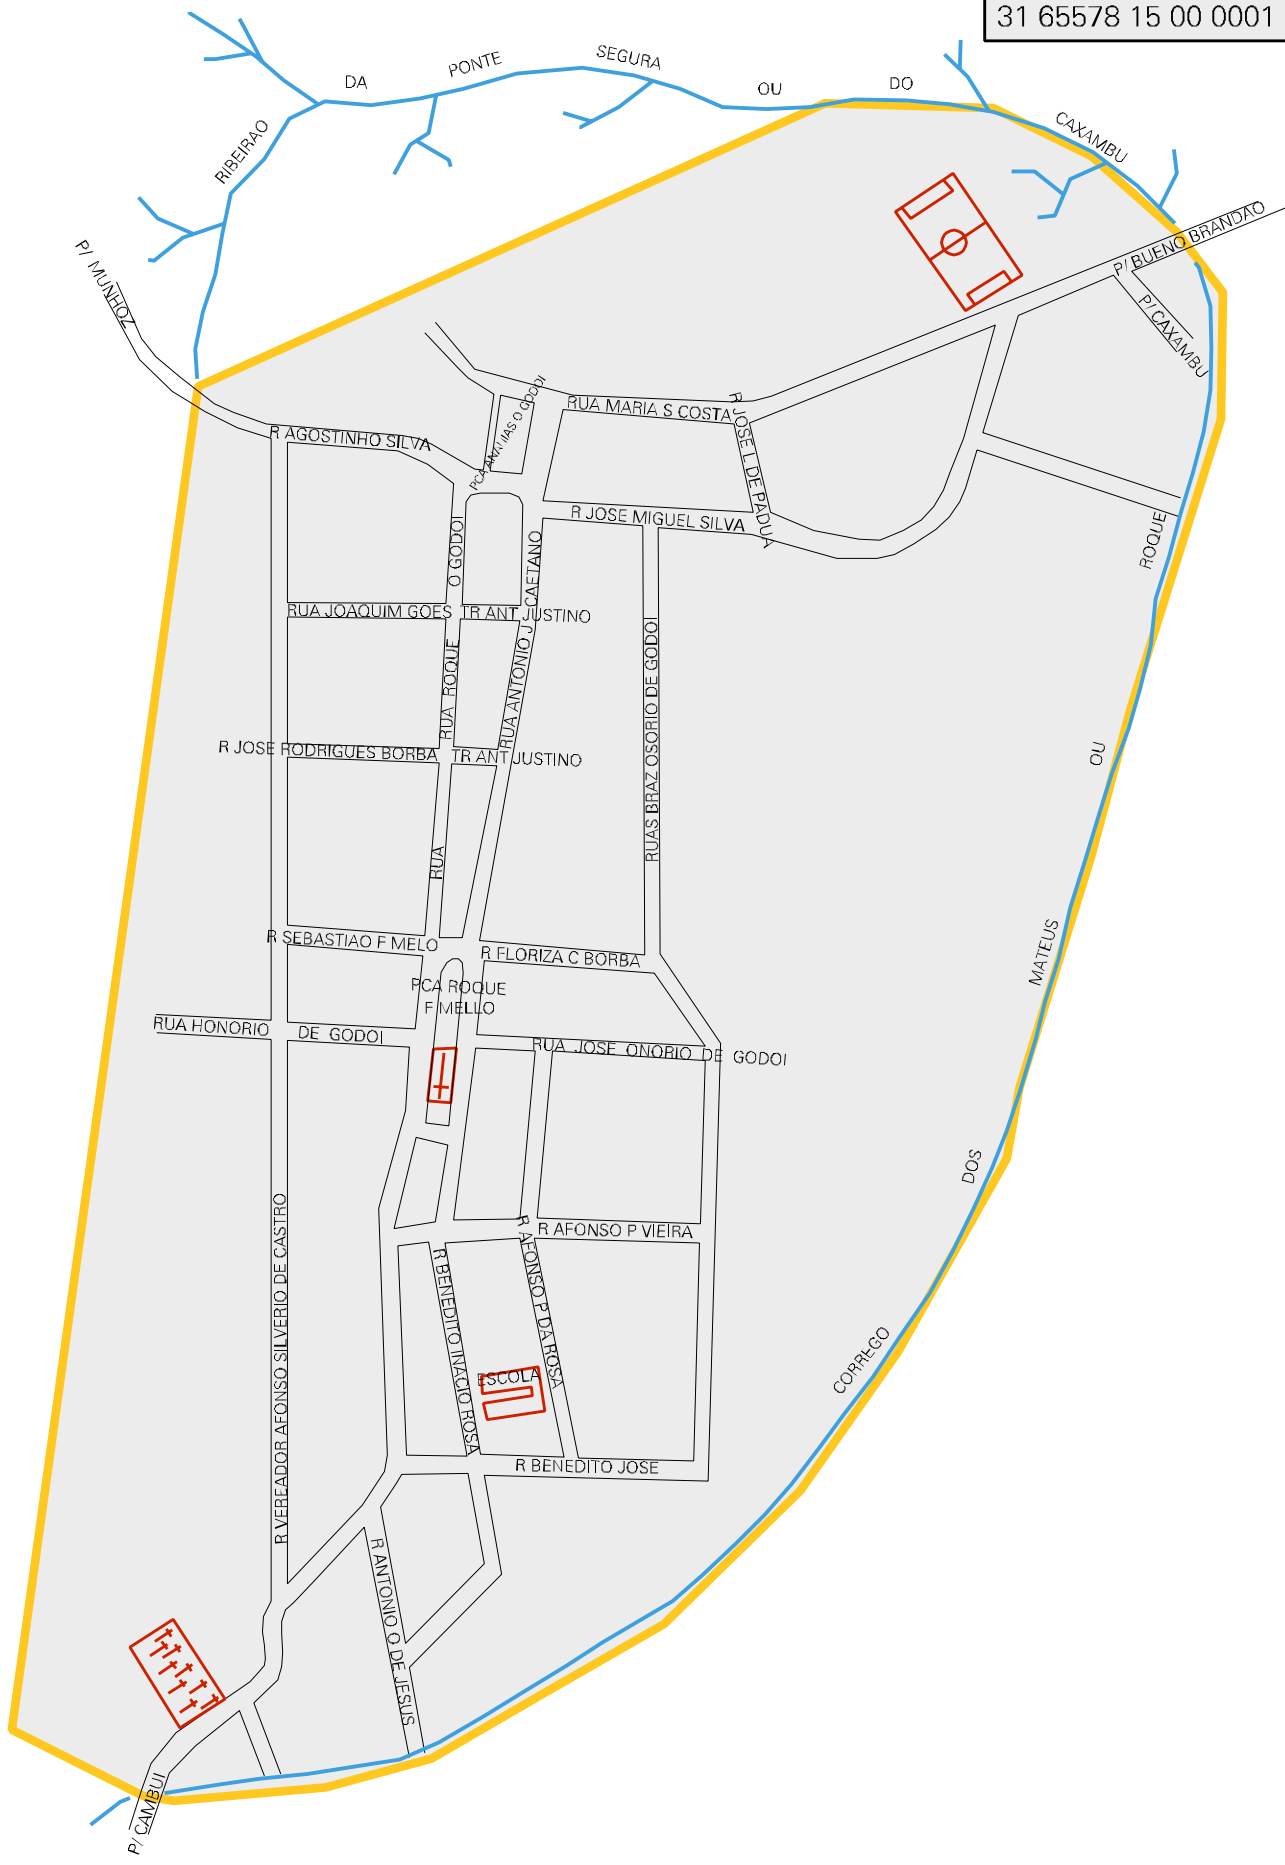 31 65578 15 00 0001
RIBEIRAO DA PONTE SEGURA OU DO CAXAMBU
P/ MUNHOZ
P/ BUENO BRANDAO
P/ CAXAMBU
PCA ANANIAS O GODOI
RUA MARIA S COSTA
R JOSE L DE PADUA
R AGOSTINHO SILVA
R JOSE MIGUEL SILVA
RUA ROQUE O GODOI
RUA ANTONIO J CAETANO
RUA JOAQUIM GOES
TR ANT JUSTINO
RUAS BRAZ OSORIO DE GODOI
R JOSE RODRIGUES BORBA
TR ANT JUSTINO
RUA
R SEBASTIAO F MELO
R FLORIZA C BORBA
PCA ROQUE
F MELLO
RUA HONORIO DE GODOI
RUA JOSE ONORIO DE GODOI
R VEREADOR AFONSO SILVERIO DE CASTRO
R AFONSO P VIEIRA
R AFONSO P DA ROSA
R BENEDITO INACIO ROSA
ESCOLA
R BENEDITO JOSE
R ANTONIO O DE JESUS
CORREGO DOS MATEUS OU ROQUE
P/ CAMBUI